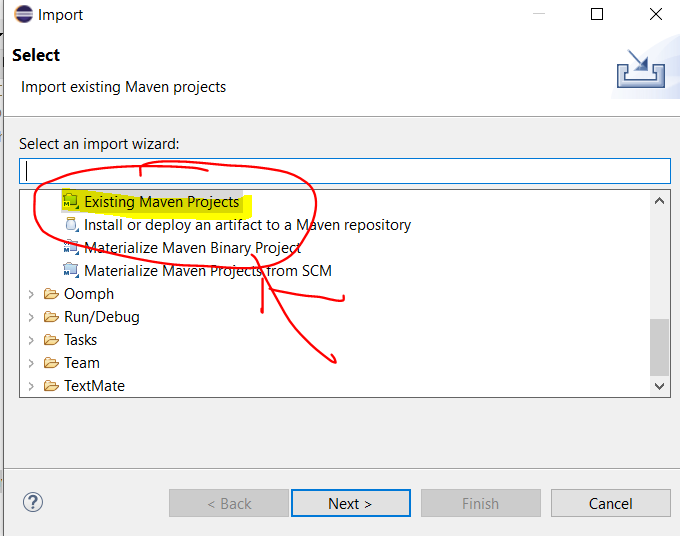 Import
Select
Import existing Maven projects
Select an import wizard:
Existing Maven Projects
Install or deploy an artifact to a Maven repository
Materialize Maven Binary Project
Materialize Maven Projects from SCM
Oomph
Run/Debug
Tasks
Team
TextMate
?
< Back
Next >
Finish
Cancel